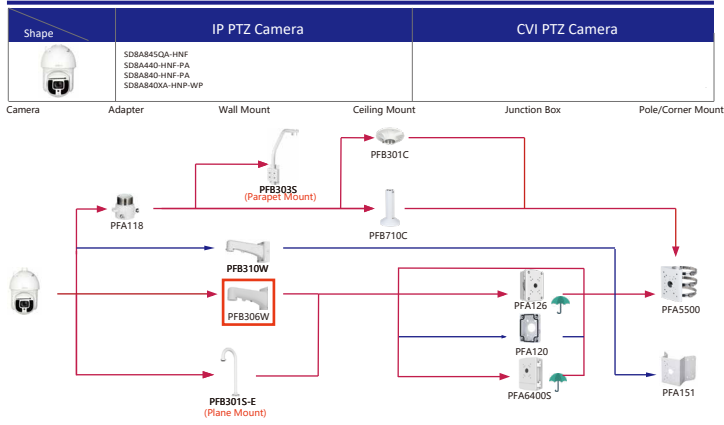 Shape
IP PTZ Camera
CVI PTZ Camera
SD8A845QA-HNF
SD8A440-HNF-PA
SD8A840-HNF-PA
SD8A840XA-HNP-WP
Camera
Adapter
Wall Mount
Ceiling Mount
Junction Box
Pole/Corner Mount
PFB303S
(Parapet Mount)
PFB301C
PFA118
PFB710C
PFB310W
PFB306W
PFA126
PFA5500
PFA120
PFB301S-E
(Plane Mount)
PFA6400S
PFA151